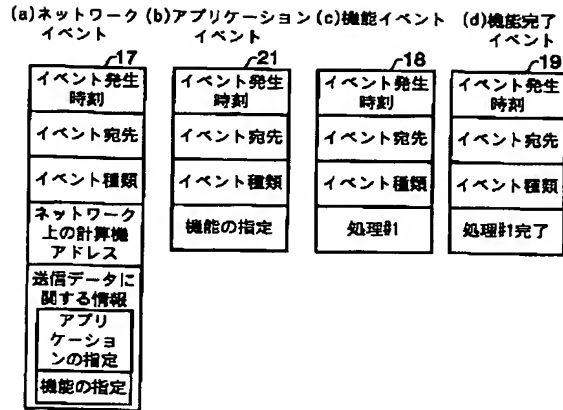 (a)ネットワーク
イベント
(b)アプリケーション
イベント
(c)機能イベント
(d)機能完了
イベント
17
イベント発生
時刻
イベント宛先
イベント種類
ネットワーク
上の計算機
アドレス
送信データに
関する情報
アプリ
ケーショ
ンの指定
機能の指定
21
イベント発生
時刻
イベント宛先
イベント種類
機能の指定
18
イベント発生
時刻
イベント宛先
イベント種類
処理#1
19
イベント発生
時刻
イベント宛先
イベント種類
処理#1完了